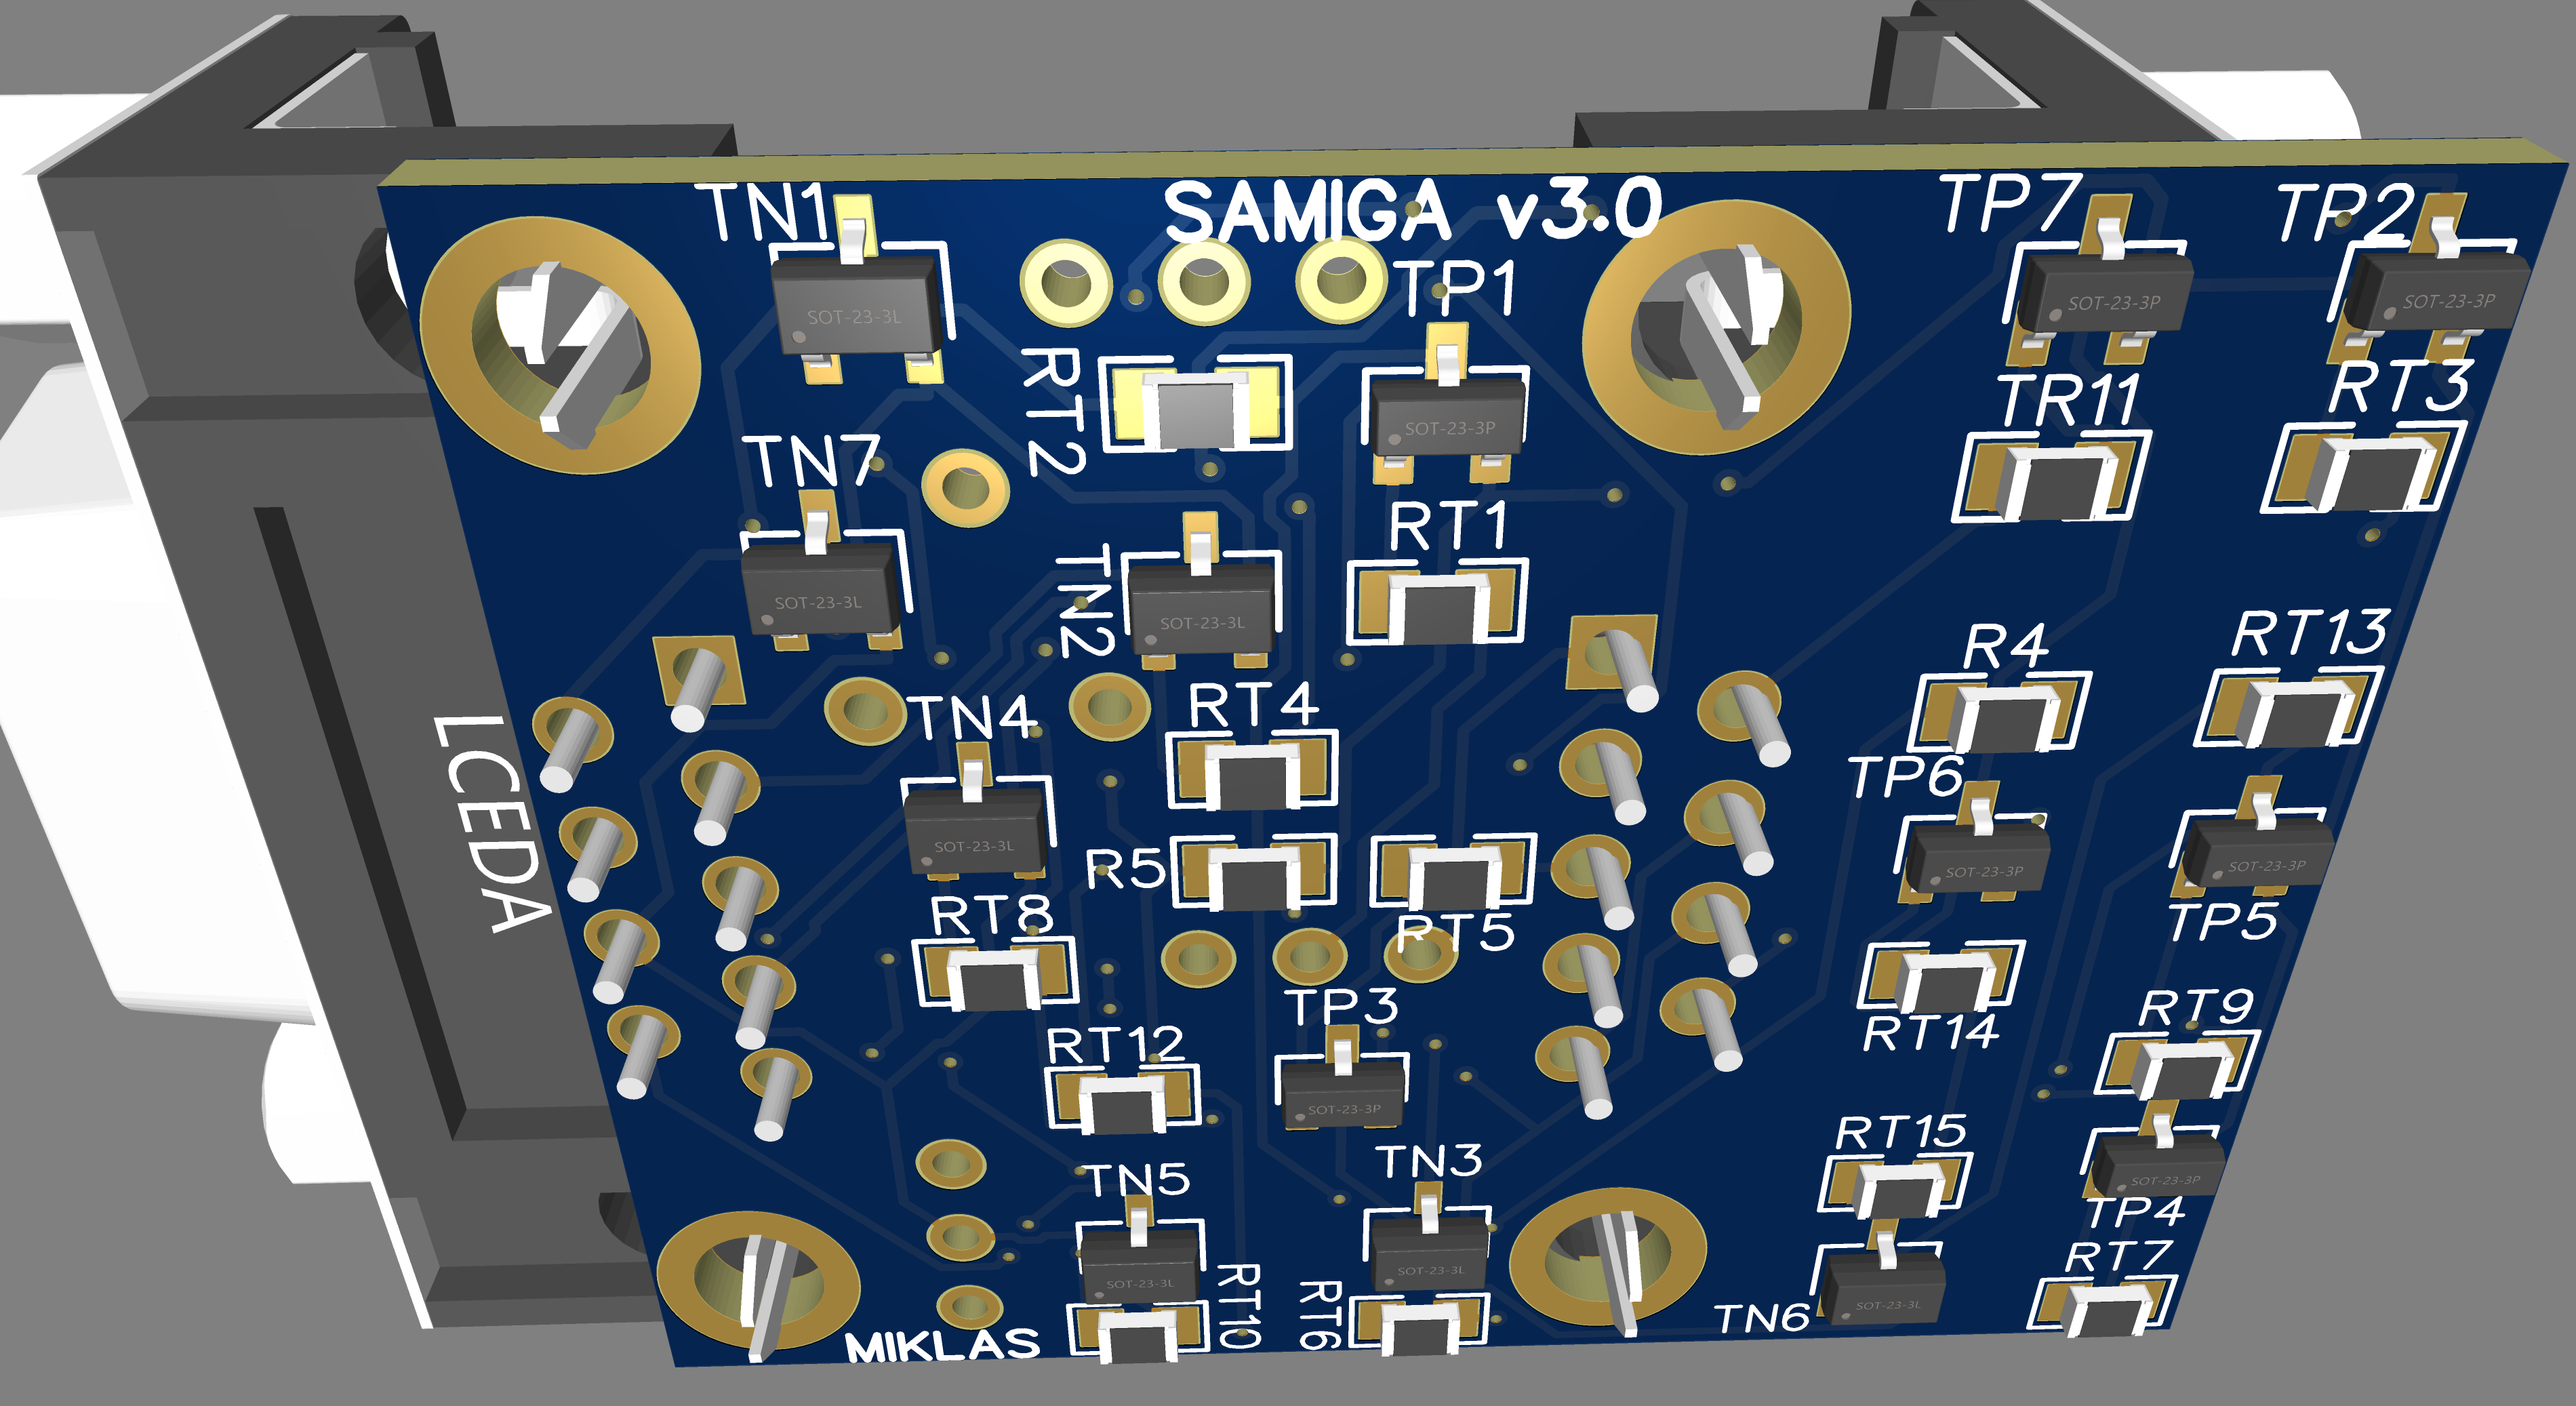 SAMIGA v3.0
TN1
TP7
TP2
SOT-23-3L
TP1
SOT-23-3P
SOT-23-3P
RT2
SOT-23-3P
TR11
RT3
TN7
RT1
SOT-23-3L
TN2
SOT-23-3L
R4
RT13
TN4
RT4
TP6
LCEDA
SOT-23-3L
R5
SOT-23-3P
SOT-23-3P
RT8
RT5
TP5
TP3
RT14
RT9
RT12
SOT-23-3P
RT15
TN5
TN3
SOT-23-3P
TP4
SOT-23-3L
SOT-23-3L
RT10
RT6
RT7
SOT-23-3L
TN6
MIKLAS